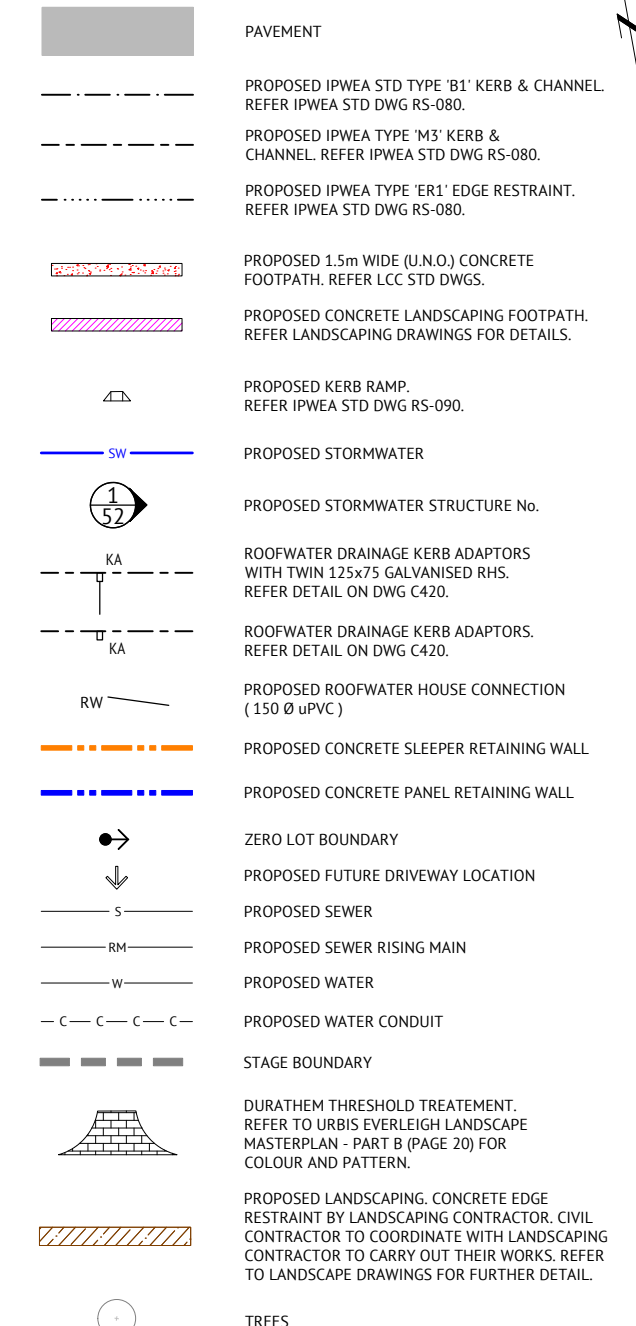 PAVEMENT
PROPOSED IPWEA STD TYPE 'B1' KERB & CHANNEL.
REFER IPWEA STD DWG RS-080.
PROPOSED IPWEA TYPE 'M3' KERB &
CHANNEL. REFER IPWEA STD DWG RS-080.
PROPOSED IPWEA TYPE 'ER1' EDGE RESTRAINT.
REFER IPWEA STD DWG RS-080.
PROPOSED 1.5m WIDE (U.N.O.) CONCRETE
FOOTPATH. REFER LCC STD DWGS.
PROPOSED CONCRETE LANDSCAPING FOOTPATH.
REFER LANDSCAPING DRAWINGS FOR DETAILS.
PROPOSED KERB RAMP.
REFER IPWEA STD DWG RS-090.
SW
PROPOSED STORMWATER
1
52
PROPOSED STORMWATER STRUCTURE No.
KA
ROOFWATER DRAINAGE KERB ADAPTORS
WITH TWIN 125x75 GALVANISED RHS.
REFER DETAIL ON DWG C420.
KA
ROOFWATER DRAINAGE KERB ADAPTORS.
REFER DETAIL ON DWG C420.
RW
PROPOSED ROOFWATER HOUSE CONNECTION
( 150 Ø uPVC )
PROPOSED CONCRETE SLEEPER RETAINING WALL
PROPOSED CONCRETE PANEL RETAINING WALL
ZERO LOT BOUNDARY
PROPOSED FUTURE DRIVEWAY LOCATION
S
PROPOSED SEWER
RM
PROPOSED SEWER RISING MAIN
W
PROPOSED WATER
C C C C
PROPOSED WATER CONDUIT
STAGE BOUNDARY
DURATHEM THRESHOLD TREATEMENT.
REFER TO URBIS EVERLEIGH LANDSCAPE
MASTERPLAN - PART B (PAGE 20) FOR
COLOUR AND PATTERN.
PROPOSED LANDSCAPING. CONCRETE EDGE
RESTRAINT BY LANDSCAPING CONTRACTOR. CIVIL
CONTRACTOR TO COORDINATE WITH LANDSCAPING
CONTRACTOR TO CARRY OUT THEIR WORKS. REFER
TO LANDSCAPE DRAWINGS FOR FURTHER DETAIL.
TREES